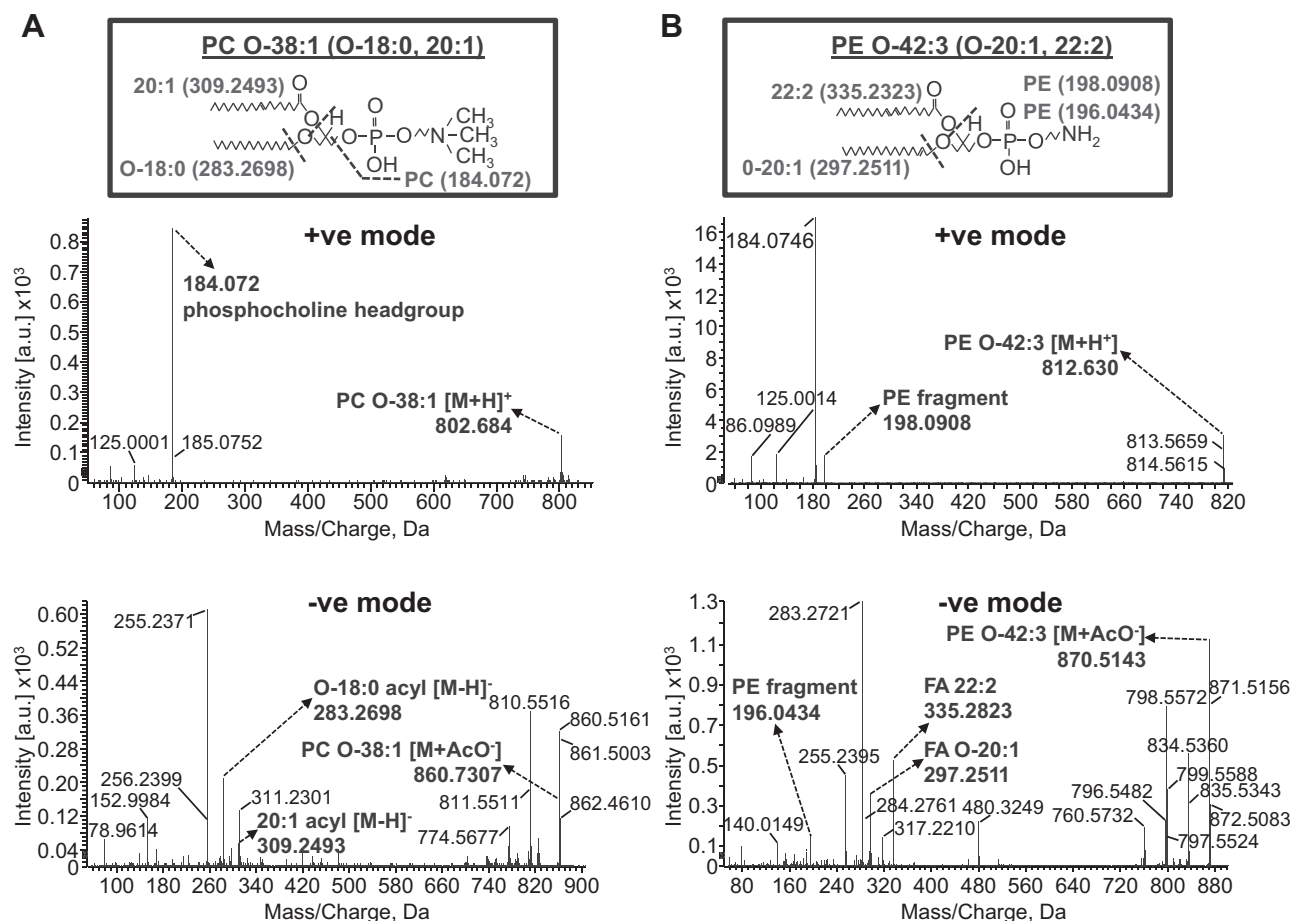 A
PC O-38:1 (O-18:0, 20:1)
20:1 (309.2493)
O
O
H
O
O
O
P
O
N
CH₃
CH₃
CH₃
OH
O-18:0 (283.2698)
PC (184.072)
+ve mode
Intensity [a.u.] x10³
0.8
0.7
0.6
0.5
0.4
0.3
0.2
0.1
0
184.072
phosphocholine headgroup
PC O-38:1 [M+H]⁺
802.684
125.0001
185.0752
100 200 300 400 500 600 700 800
Mass/Charge, Da
-ve mode
Intensity [a.u.] x10³
0.60
0.52
0.44
0.36
0.28
0.20
0.12
0.04
0
255.2371
O-18:0 acyl [M-H]⁻
283.2698
810.5516
860.5161
PC O-38:1 [M+AcO⁻]
860.7307
861.5003
256.2399
152.9984
311.2301
811.5511
862.4610
78.9614
20:1 acyl [M-H]⁻
309.2493
774.5677
100 180 260 340 420 500 580 660 740 820 900
Mass/Charge, Da
B
PE O-42:3 (O-20:1, 22:2)
22:2 (335.2323)
PE (198.0908)
PE (196.0434)
O
O
H
O
O
O
P
O
NH₂
OH
0-20:1 (297.2511)
+ve mode
Intensity [a.u.] x10³
16
14
12
10
8
6
4
2
0
184.0746
PE O-42:3 [M+H⁺]
812.630
125.0014
86.0989
PE fragment
198.0908
813.5659
814.5615
100 180 260 340 420 500 580 660 740 820
Mass/Charge, Da
-ve mode
Intensity [a.u.] x10³
1.3
1.1
0.9
0.7
0.5
0.3
0.1
0
283.2721
PE O-42:3 [M+AcO⁻]
870.5143
PE fragment
196.0434
FA 22:2
335.2823
798.5572
871.5156
834.5360
255.2395
FA O-20:1
297.2511
799.5588
796.5482
835.5343
284.2761
480.3249
872.5083
140.0149
317.2210
760.5732
797.5524
80 160 240 320 400 480 560 640 720 800 880
Mass/Charge, Da